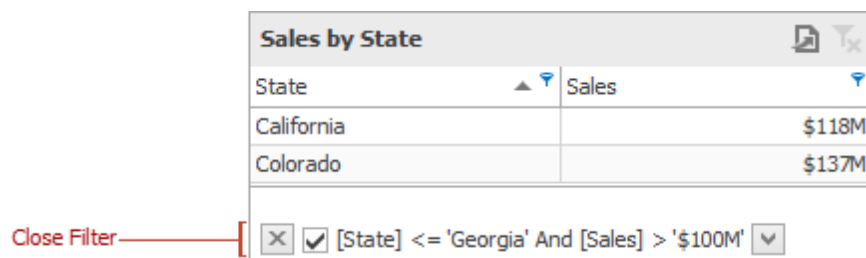 Sales by State
State Sales
California $118M
Colorado $137M
Close Filter [State] <= 'Georgia' And [Sales] > '$100M'